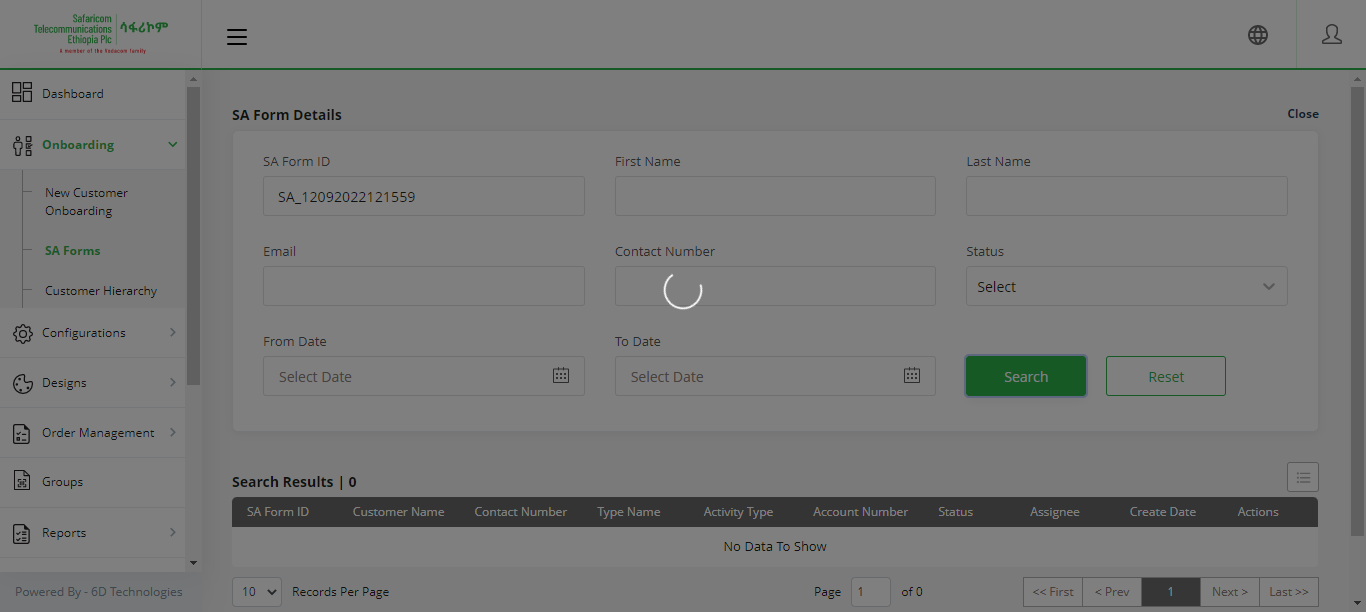 Safaricom
Telecommunications
Ethiopia Plc
ሳፋሪኮም
A member of the Vodacom family
Dashboard
Onboarding
New Customer
Onboarding
SA Forms
Customer Hierarchy
Configurations
Designs
Order Management
Groups
Reports
Powered By - 6D Technologies
SA Form Details
Close
SA Form ID
First Name
Last Name
SA_12092022121559
Email
Contact Number
Status
Select
From Date
To Date
Select Date
Select Date
Search
Reset
Search Results | 0
SA Form ID Customer Name Contact Number Type Name Activity Type Account Number Status Assignee Create Date Actions
No Data To Show
10 Records Per Page
Page 1 of 0
<< First < Prev 1 Next > Last >>